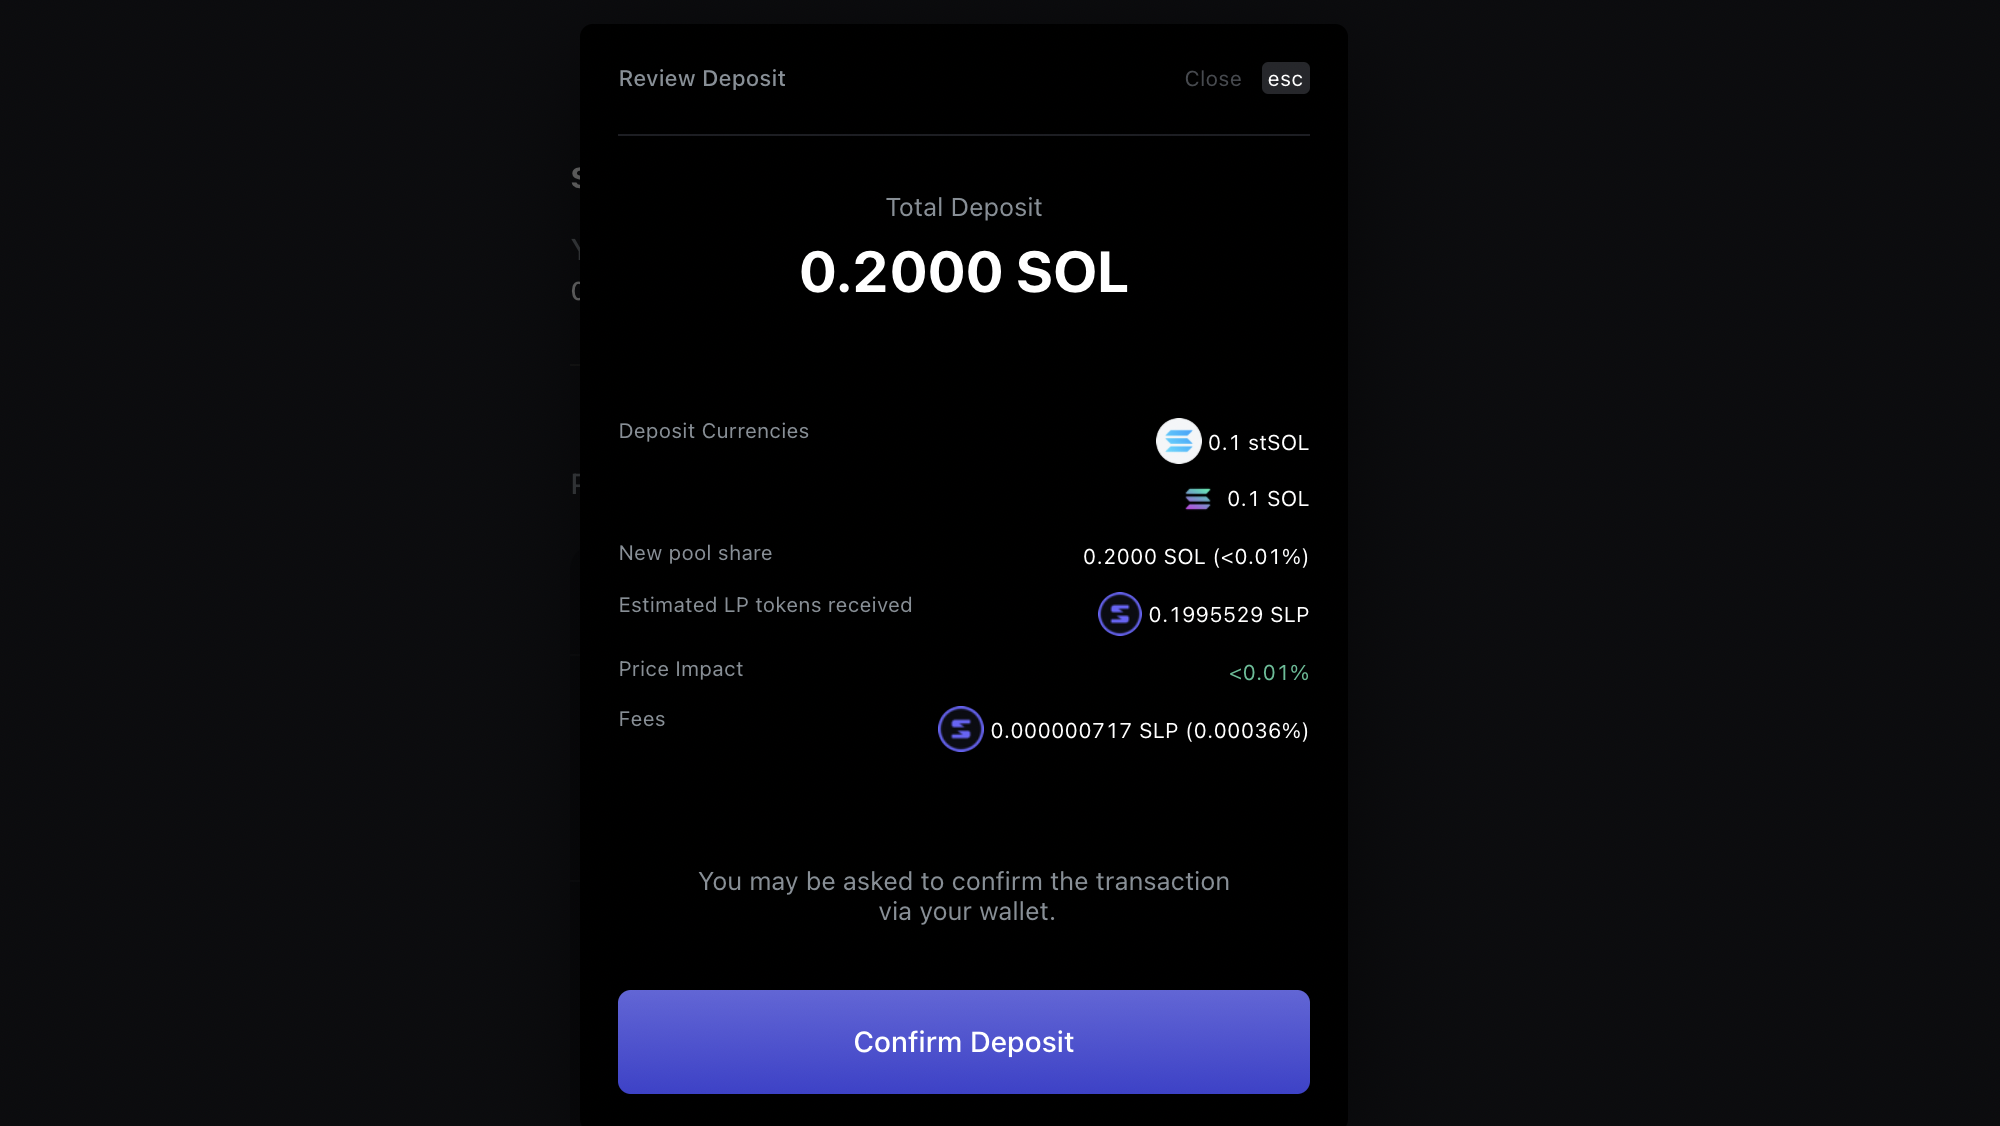 Review Deposit
Close esc
Total Deposit
0.2000 SOL
Deposit Currencies
0.1 stSOL
0.1 SOL
New pool share
0.2000 SOL (<0.01%)
Estimated LP tokens received
0.1995529 SLP
Price Impact
<0.01%
Fees
0.000000717 SLP (0.00036%)
You may be asked to confirm the transaction
via your wallet.
Confirm Deposit